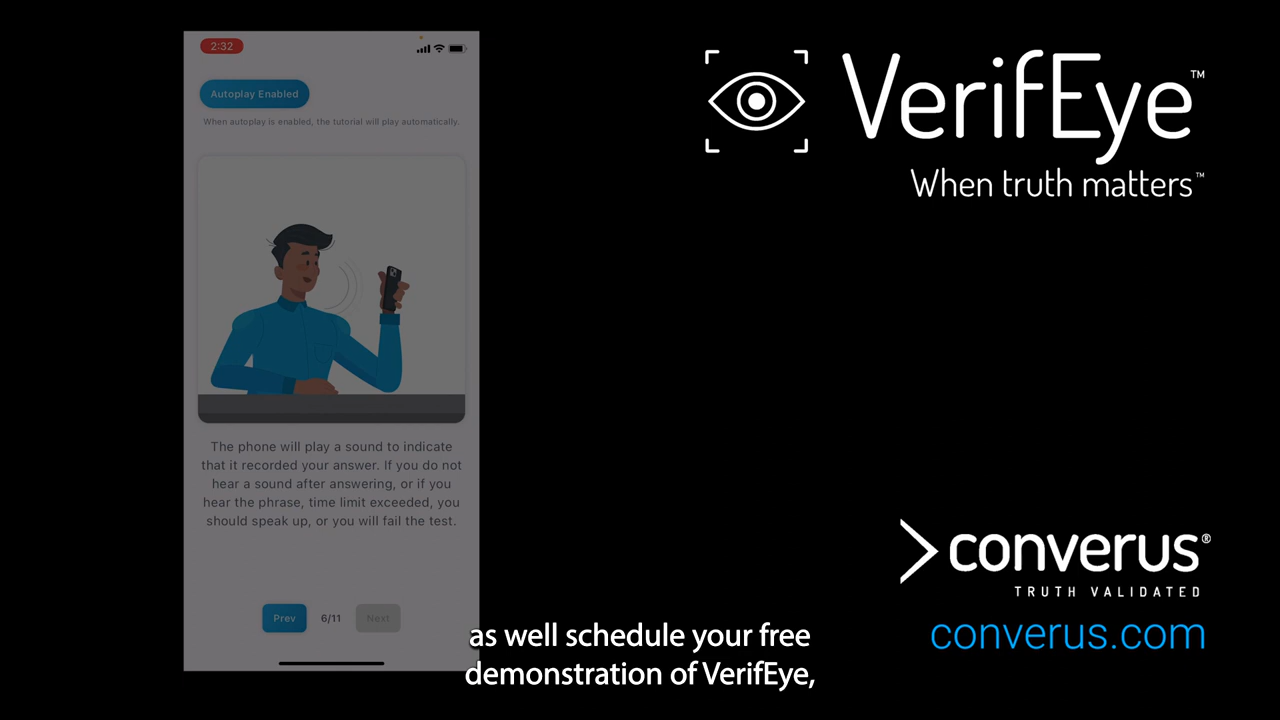 2:32
Autoplay Enabled
When autoplay is enabled, the tutorial will play automatically.
The phone will play a sound to indicate
that it recorded your answer. If you do not
hear a sound after answering, or if you
hear the phrase, time limit exceeded, you
should speak up, or you will fail the test.
Prev
6/11
Next
VerifEye™
When truth matters™
converus®
TRUTH VALIDATED
converus.com
as well schedule your free
demonstration of VerifEye,